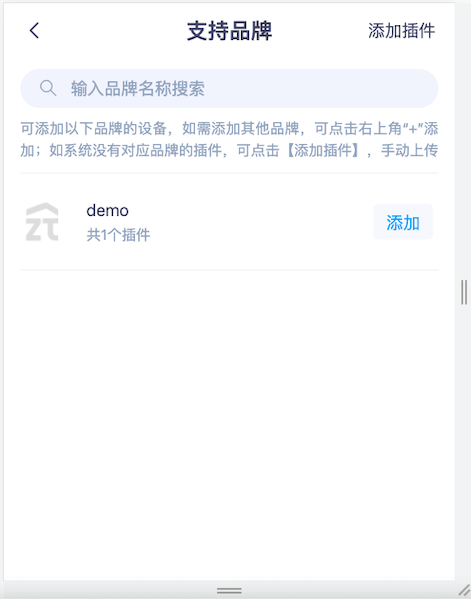 支持品牌
添加插件
输入品牌名称搜索
可添加以下品牌的设备，如需添加其他品牌，可点击右上角“+”添
加；如系统没有对应品牌的插件，可点击【添加插件】，手动上传
zt
demo
共1个插件
添加